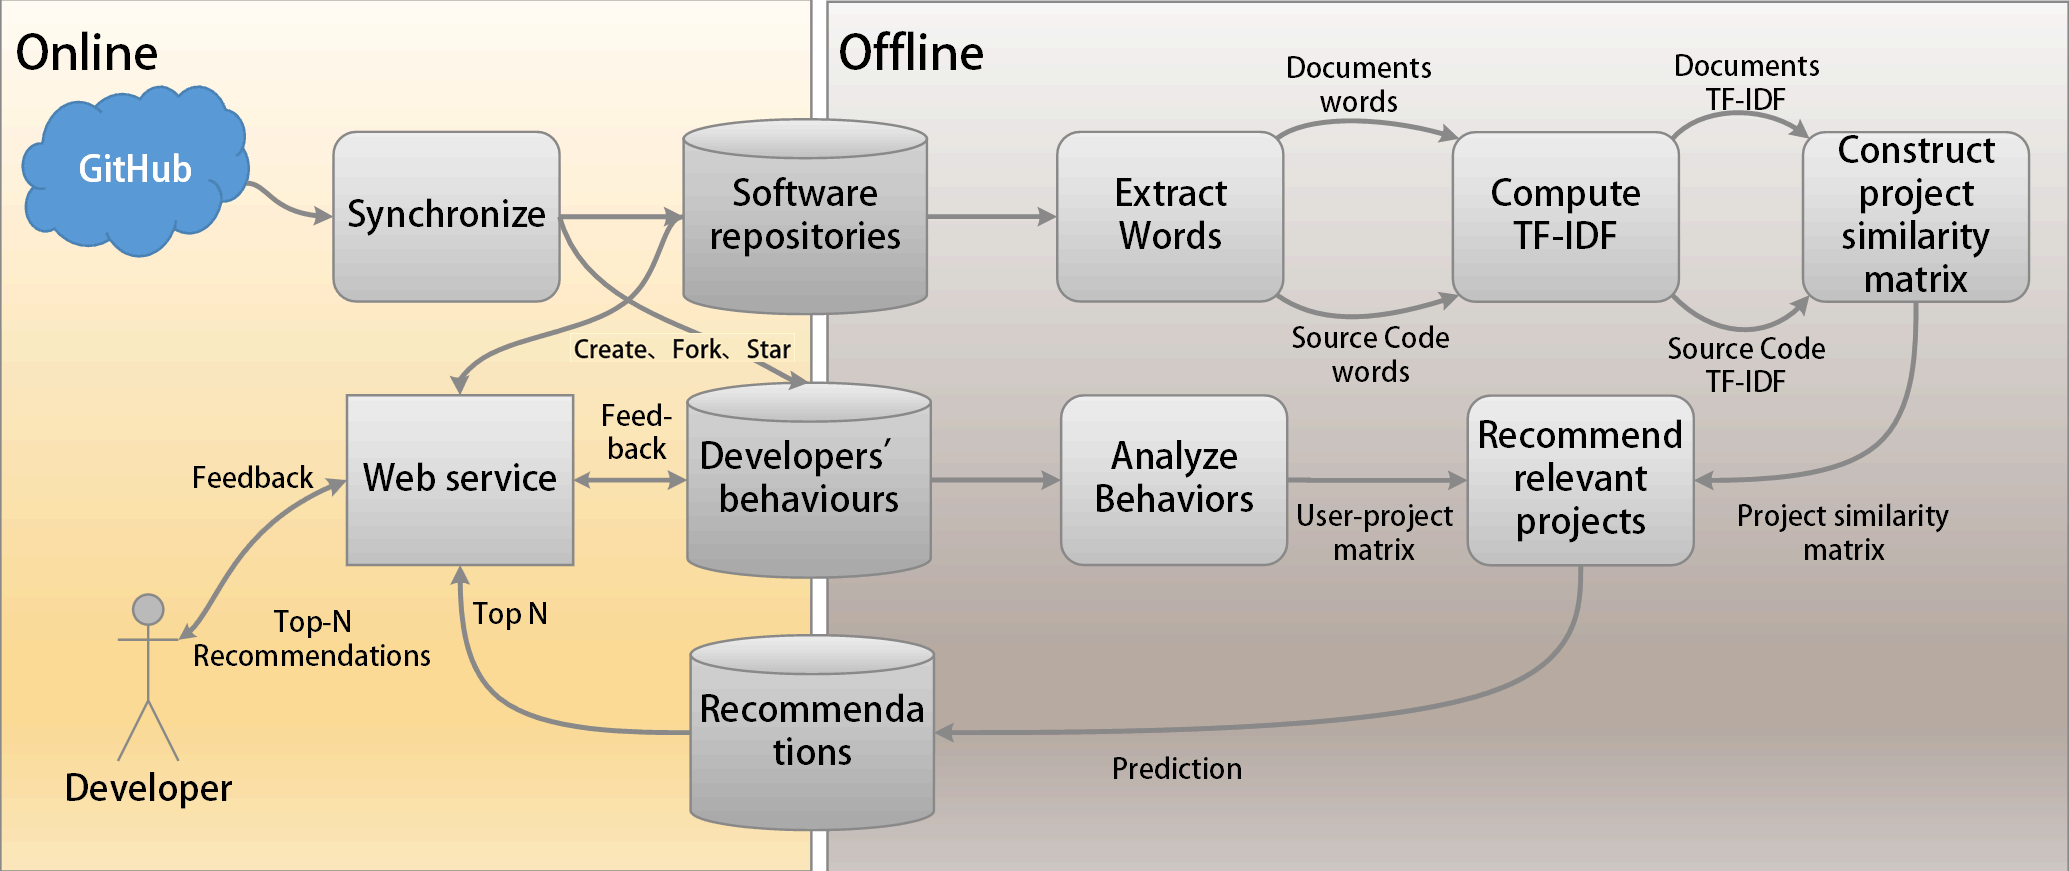 Online
Offline
GitHub
Synchronize
Software
repositories
Extract
Words
Documents
words
Source Code
words
Compute
TF-IDF
Documents
TF-IDF
Source Code
TF-IDF
Construct
project
similarity
matrix
Create、Fork、Star
Feedback
Web service
Feed-
back
Developers′
behaviours
Analyze
Behaviors
User-project
matrix
Recommend
relevant
projects
Project similarity
matrix
Top-N
Recommendations
Top N
Developer
Recommenda
tions
Prediction